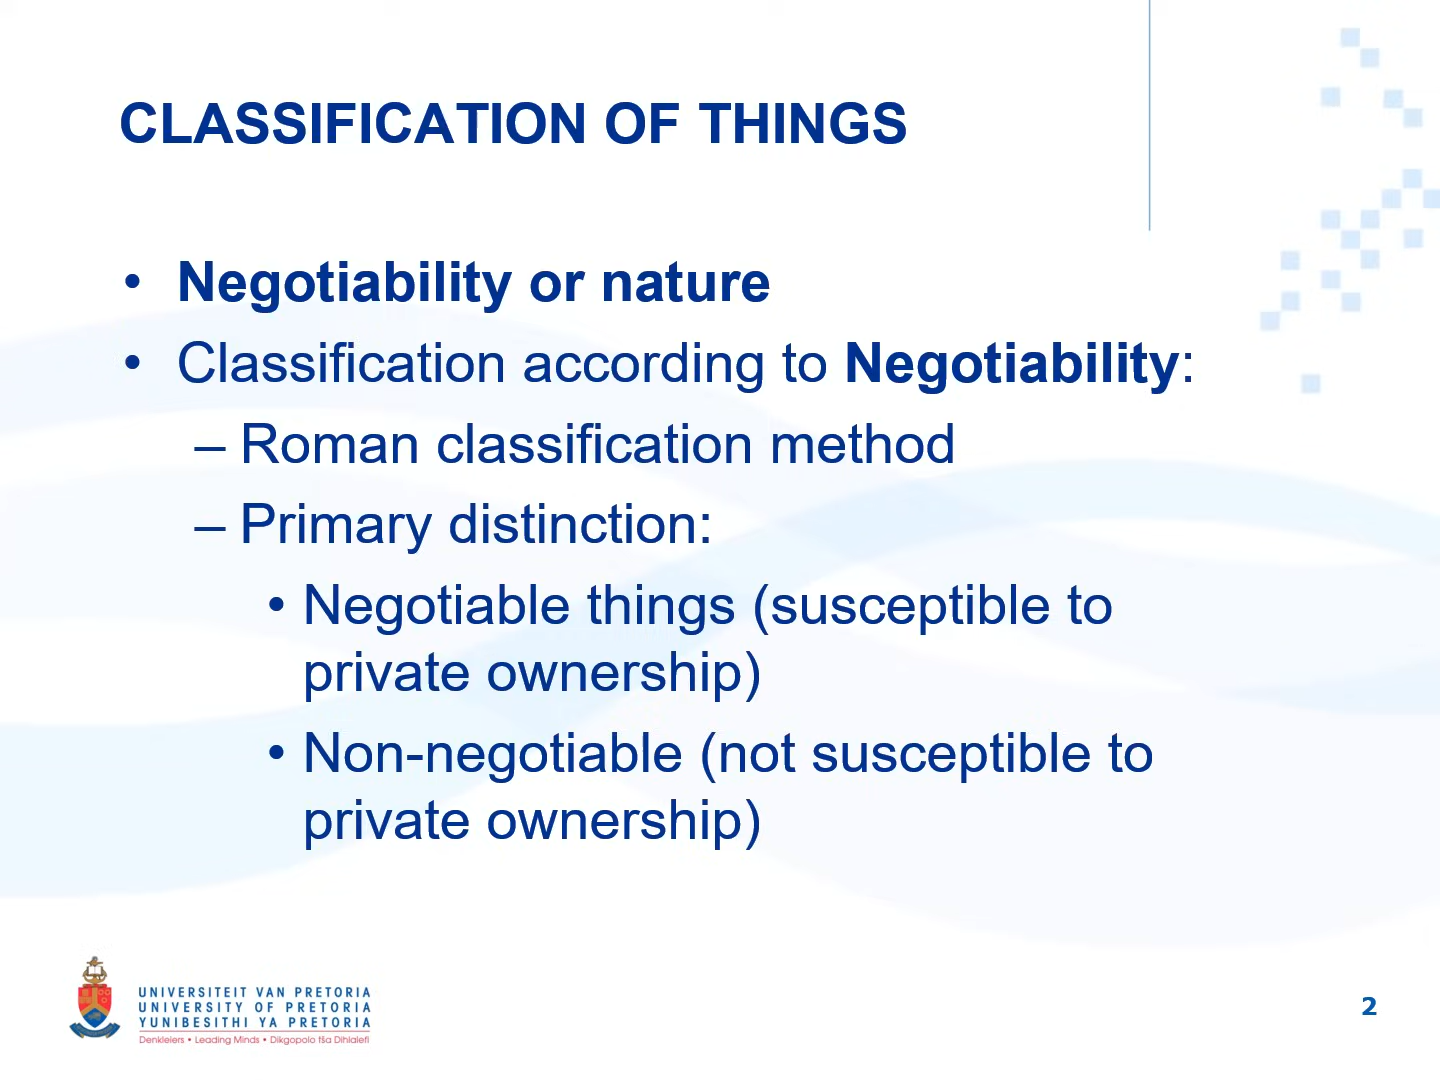 CLASSIFICATION OF THINGS
• Negotiability or nature
• Classification according to Negotiability:
– Roman classification method
– Primary distinction:
• Negotiable things (susceptible to
private ownership)
• Non-negotiable (not susceptible to
private ownership)
UNIVERSITEIT VAN PRETORIA
UNIVERSITY OF PRETORIA
YUNIBESITHI YA PRETORIA
Denkleiers • Leading Minds • Dikgopolo tša Dihlalefi
2